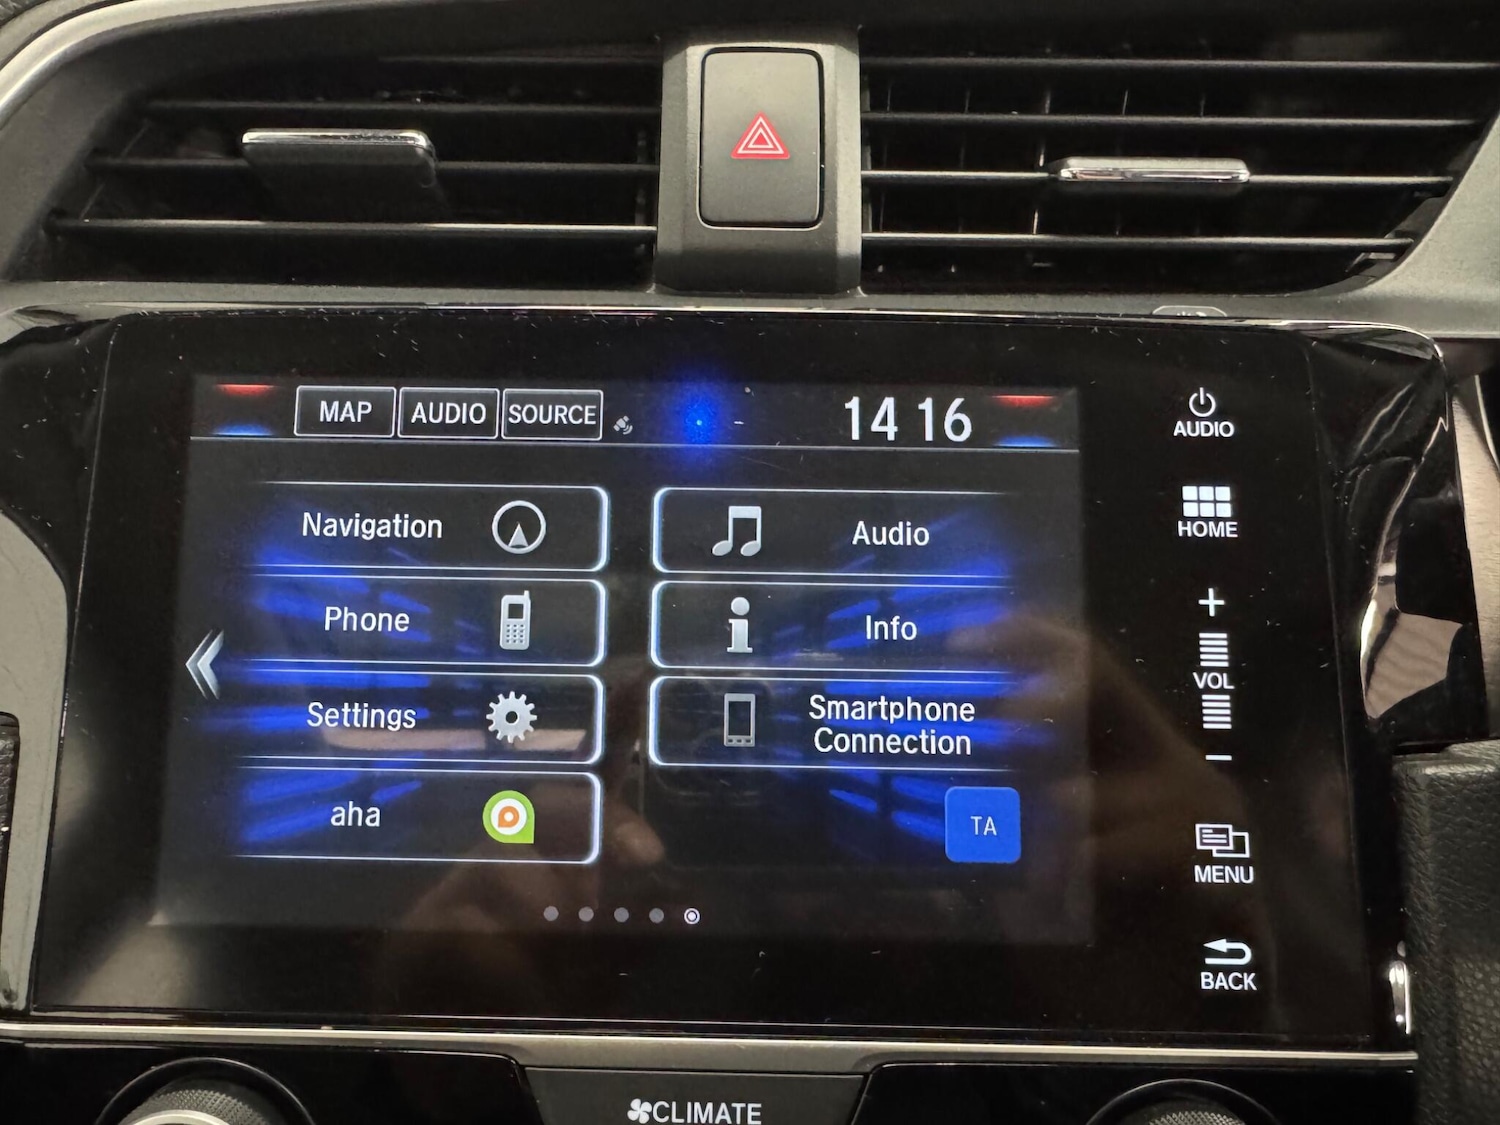 MAP AUDIO SOURCE 14 16
AUDIO
HOME
Navigation
Audio
Phone
Info
Settings
Smartphone
Connection
aha
TA
+
VOL
−
MENU
BACK
CLIMATE